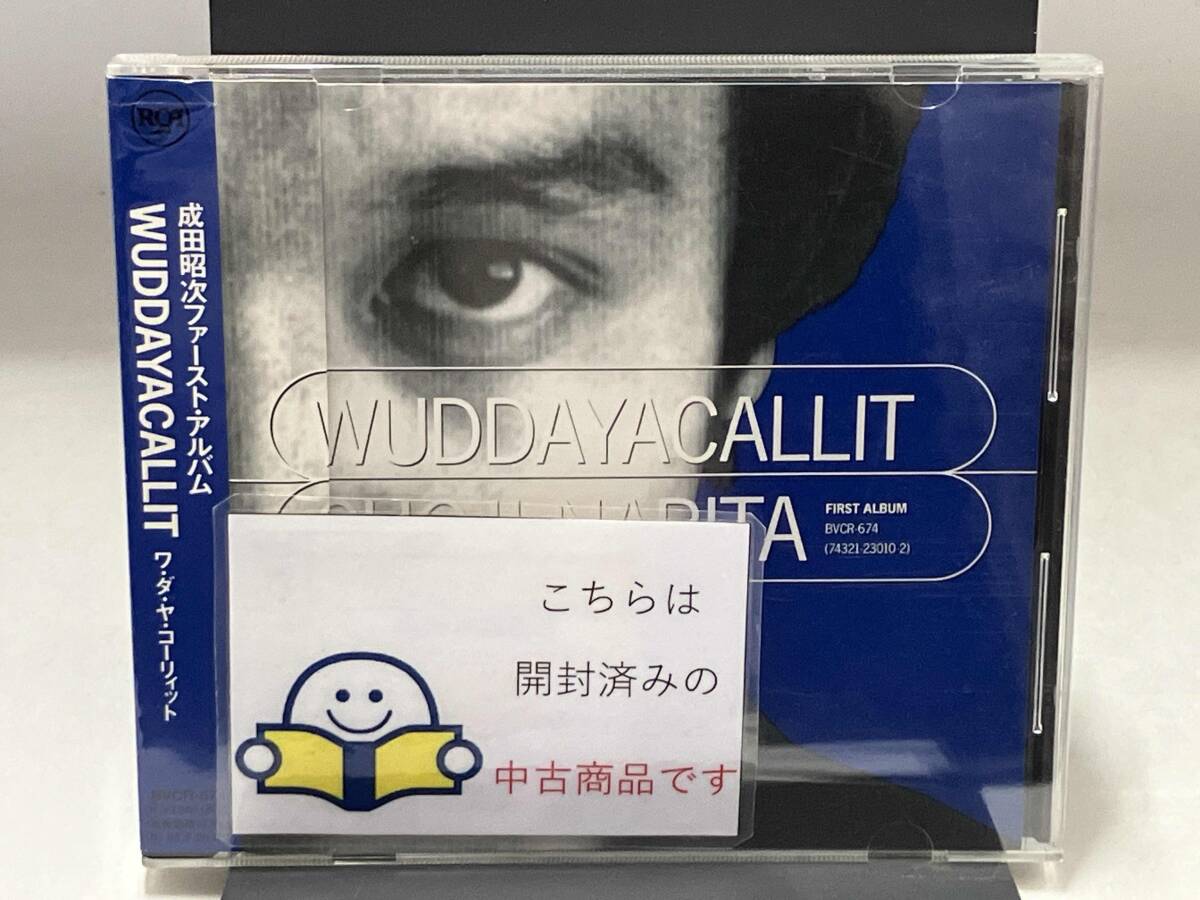 RCA
成田昭次ファースト・アルバム
WUDDAYACALLIT ワ・ダ・ヤ・コーリィット
WUDDAYACALLIT
SHOJI NARITA
FIRST ALBUM
BVCR-674
(74321-23010-2)
こちらは
開封済みの
中古商品です